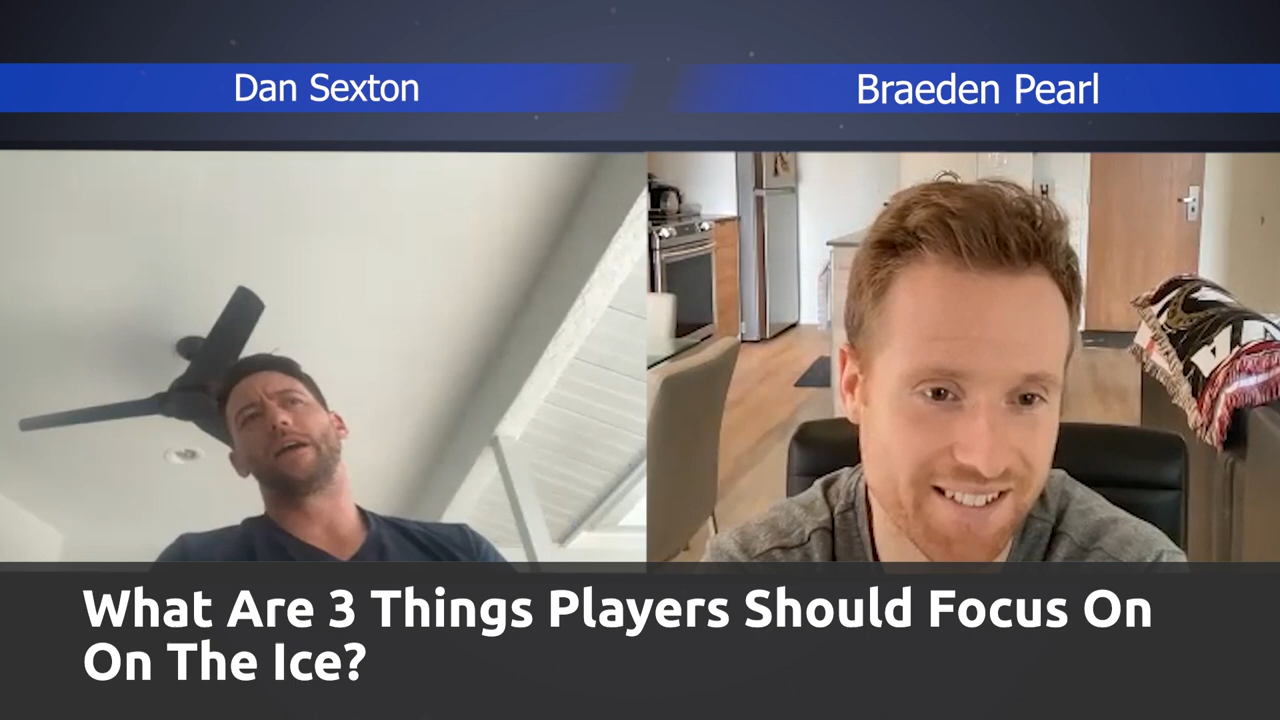 Dan Sexton
Braeden Pearl
What Are 3 Things Players Should Focus On
On The Ice?